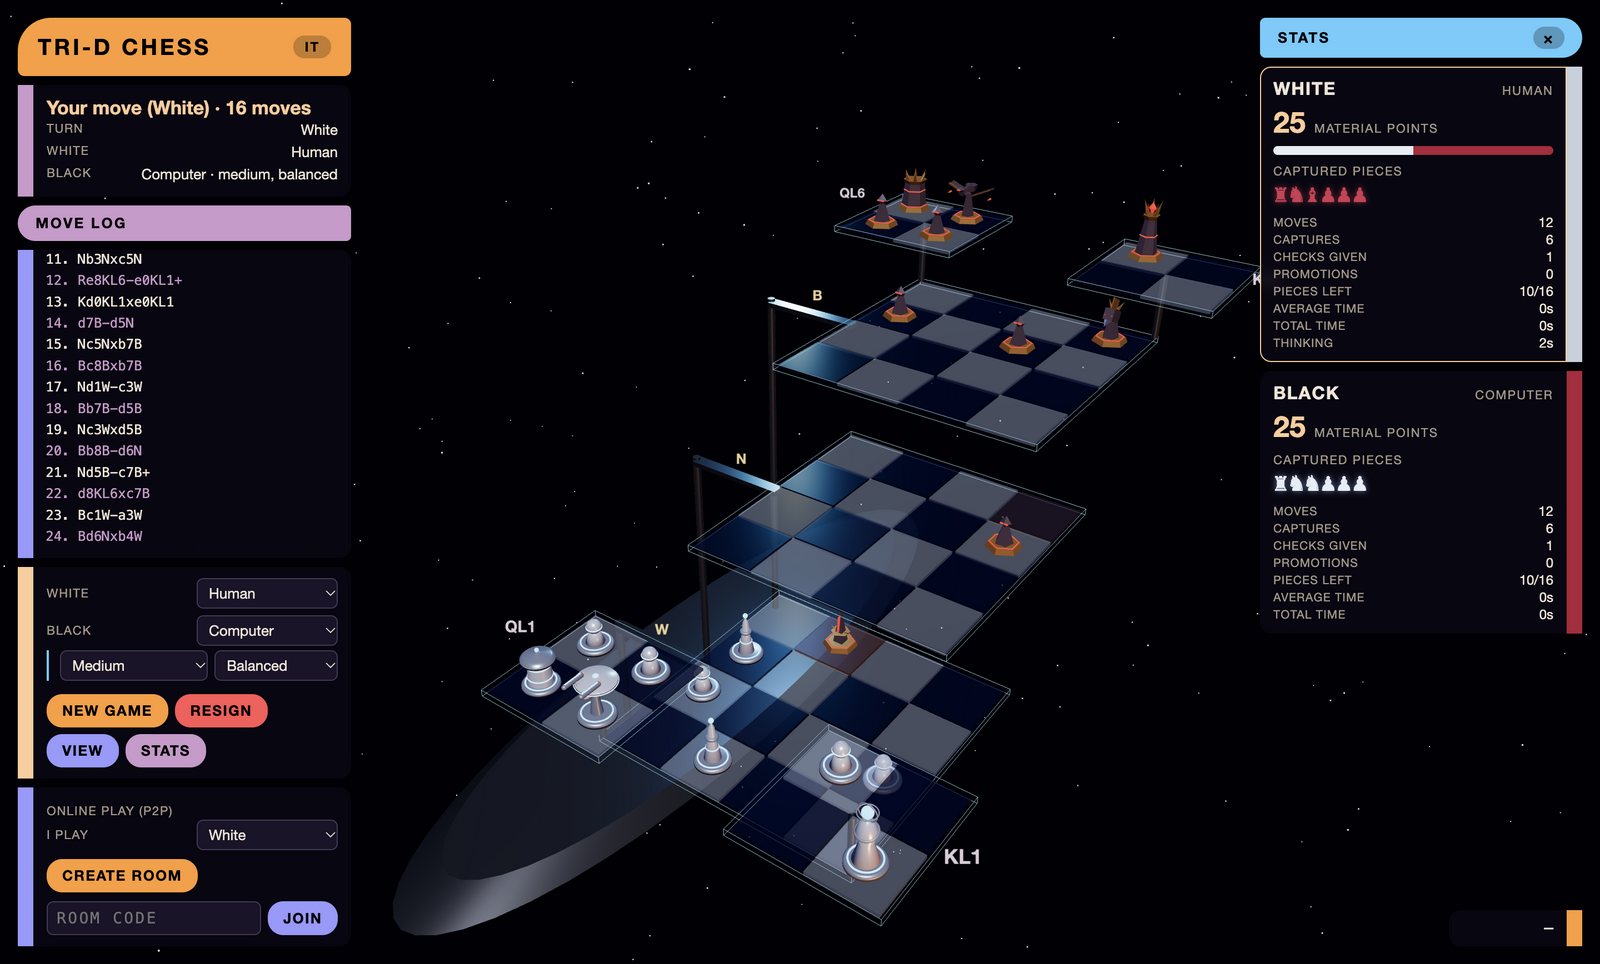 TRI-D CHESS
IT
Your move (White) · 16 moves
TURN White
WHITE Human
BLACK Computer · medium, balanced
MOVE LOG
11. Nb3Nxc5N
12. Re8KL6-e0KL1+
13. Kd0KL1xe0KL1
14. d7B-d5N
15. Nc5Nxb7B
16. Bc8Bxb7B
17. Nd1W-c3W
18. Bb7B-d5B
19. Nc3Wxd5B
20. Bb8B-d6N
21. Nd5B-c7B+
22. d8KL6xc7B
23. Bc1W-a3W
24. Bd6Nxb4W
WHITE Human
BLACK Computer
Medium Balanced
NEW GAME RESIGN
VIEW STATS
ONLINE PLAY (P2P)
I PLAY White
CREATE ROOM
ROOM CODE JOIN
QL6
B
K
N
QL1
W
KL1
STATS ×
WHITE HUMAN
25 MATERIAL POINTS
CAPTURED PIECES
MOVES 12
CAPTURES 6
CHECKS GIVEN 1
PROMOTIONS 0
PIECES LEFT 10/16
AVERAGE TIME 0s
TOTAL TIME 0s
THINKING 2s
BLACK COMPUTER
25 MATERIAL POINTS
CAPTURED PIECES
MOVES 12
CAPTURES 6
CHECKS GIVEN 1
PROMOTIONS 0
PIECES LEFT 10/16
AVERAGE TIME 0s
TOTAL TIME 0s
–